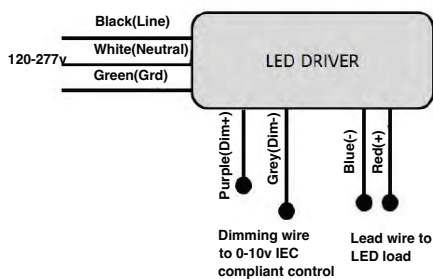 Black(Line)
White(Neutral)
120-277v
Green(Grd)
LED DRIVER
Purple(Dim+)
Grey(Dim-)
Blue(-)
Red(+)
Dimming wire
to 0-10v IEC
compliant control
Lead wire to
LED load